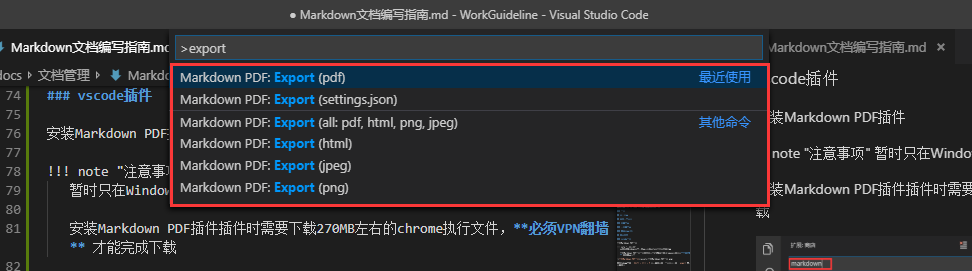 ● Markdown文档编写指南.md - WorkGuideline - Visual Studio Code
Markdown文档编写指南.md
>export
编写指南.md ×
docs > 文档管理 > Markdo
Markdown PDF: Export (pdf) 最近使用
Markdown PDF: Export (settings.json)
Markdown PDF: Export (all: pdf, html, png, jpeg) 其他命令
Markdown PDF: Export (html)
Markdown PDF: Export (jpeg)
Markdown PDF: Export (png)
74 ### vscode插件
75
76 安装Markdown PDF
77
78 !!! note "注意事项"
79 暂时只在Window
80
81 安装Markdown PDF插件插件时需要下载270MB左右的chrome执行文件，**必须VPN翻墙
** 才能完成下载
82
code插件
装Markdown PDF插件
note "注意事项" 暂时只在Window
装Markdown PDF插件插件时需要
载
扩展: 商店
markdown